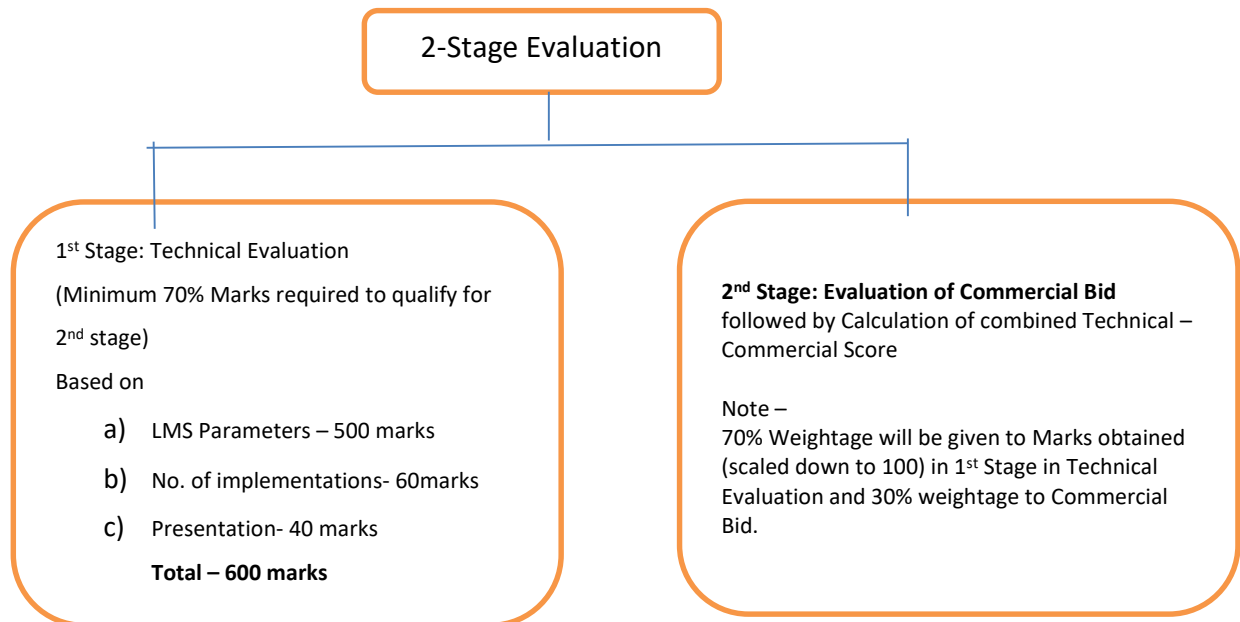 2-Stage Evaluation
1st Stage: Technical Evaluation
(Minimum 70% Marks required to qualify for
2nd stage)
Based on
a) LMS Parameters – 500 marks
b) No. of implementations- 60marks
c) Presentation- 40 marks
Total – 600 marks
2nd Stage: Evaluation of Commercial Bid
followed by Calculation of combined Technical –
Commercial Score
Note –
70% Weightage will be given to Marks obtained
(scaled down to 100) in 1st Stage in Technical
Evaluation and 30% weightage to Commercial
Bid.